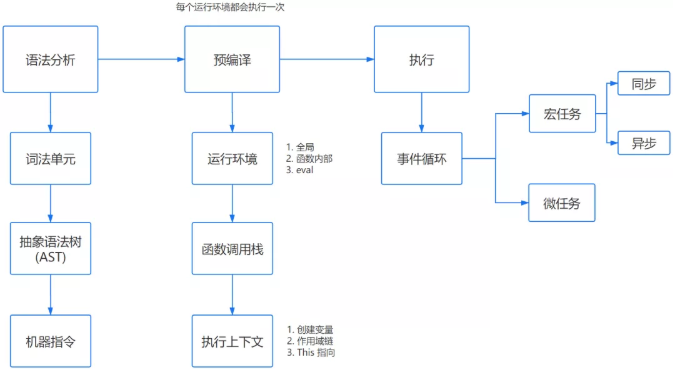 每个运行环境都会执行一次
语法分析
预编译
执行
同步
宏任务
异步
词法单元
运行环境
1. 全局
2. 函数内部
3. eval
事件循环
微任务
抽象语法树
(AST)
函数调用栈
机器指令
执行上下文
1. 创建变量
2. 作用域链
3. This 指向